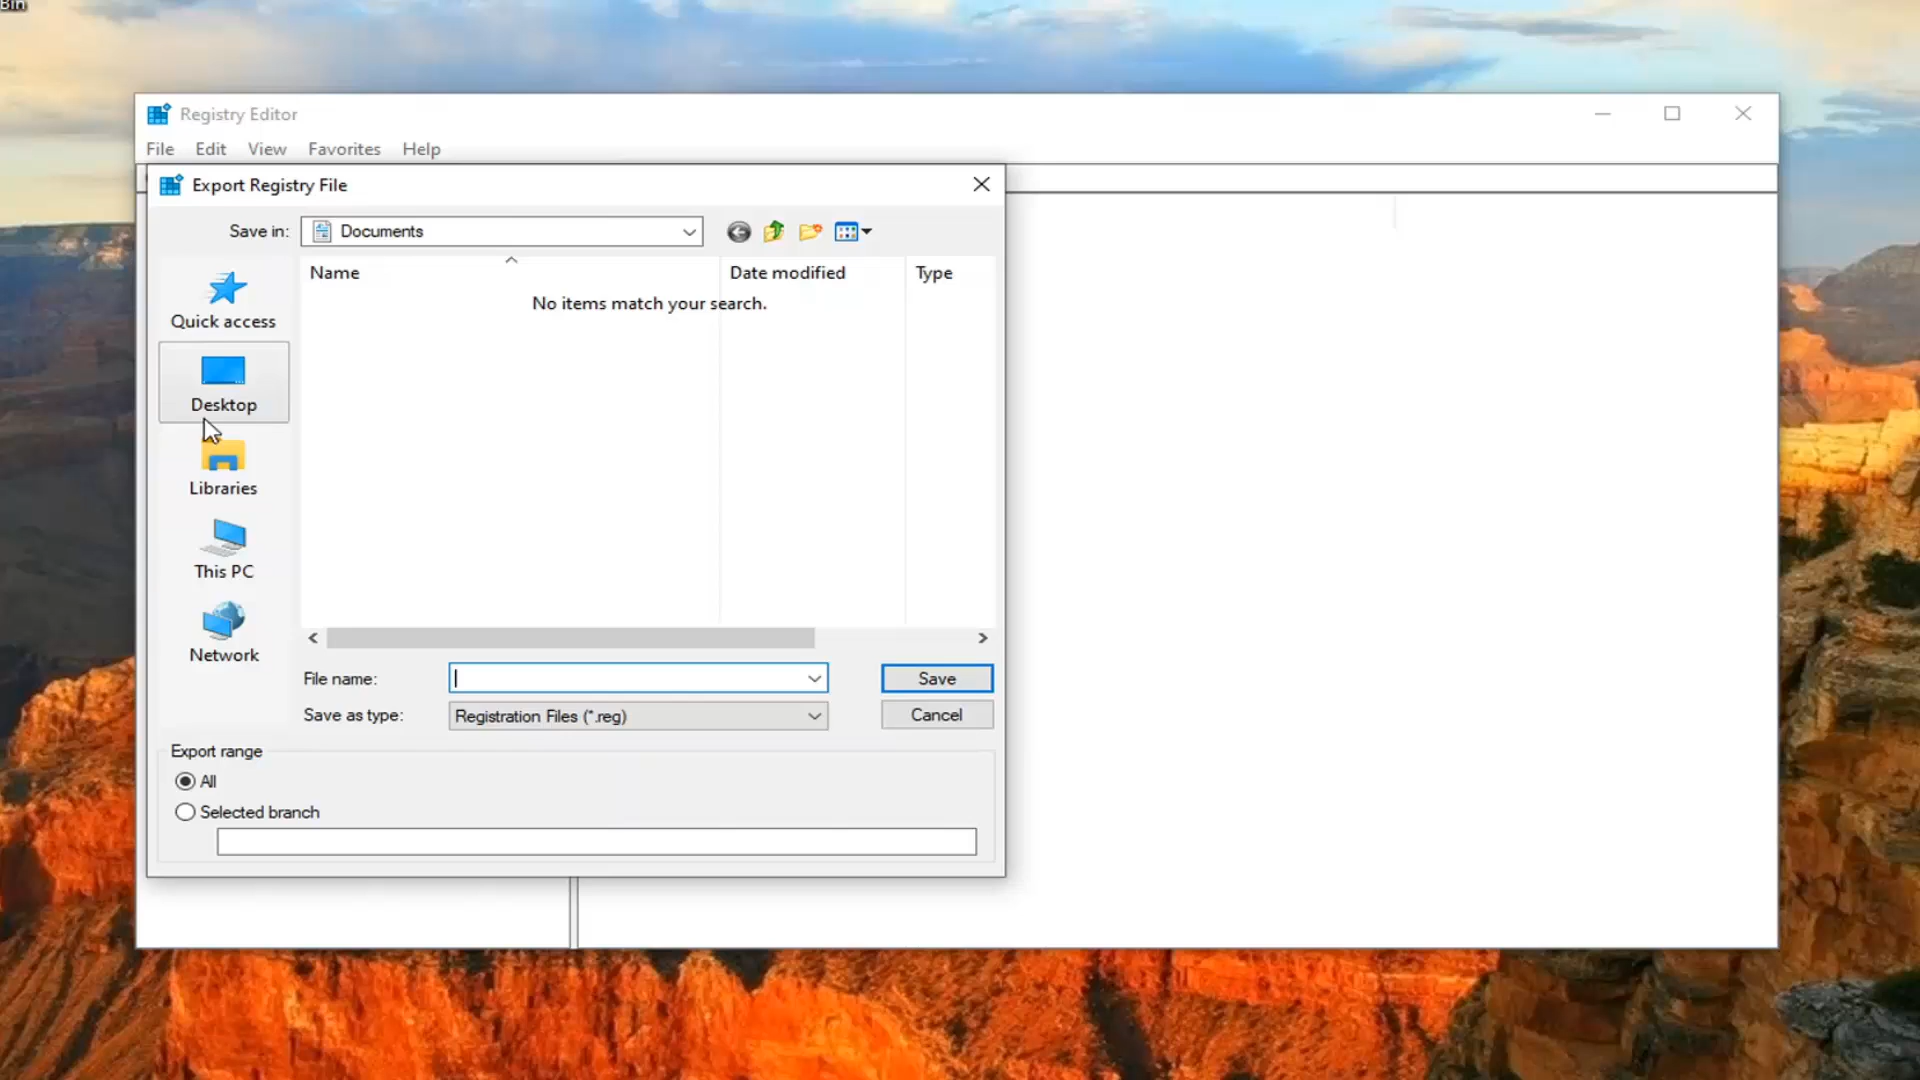 Bin
Registry Editor
File Edit View Favorites Help
Export Registry File
Save in: Documents
Name Date modified Type
No items match your search.
Quick access
Desktop
Libraries
This PC
Network
File name: Save
Save as type: Registration Files (*.reg) Cancel
Export range
All
Selected branch